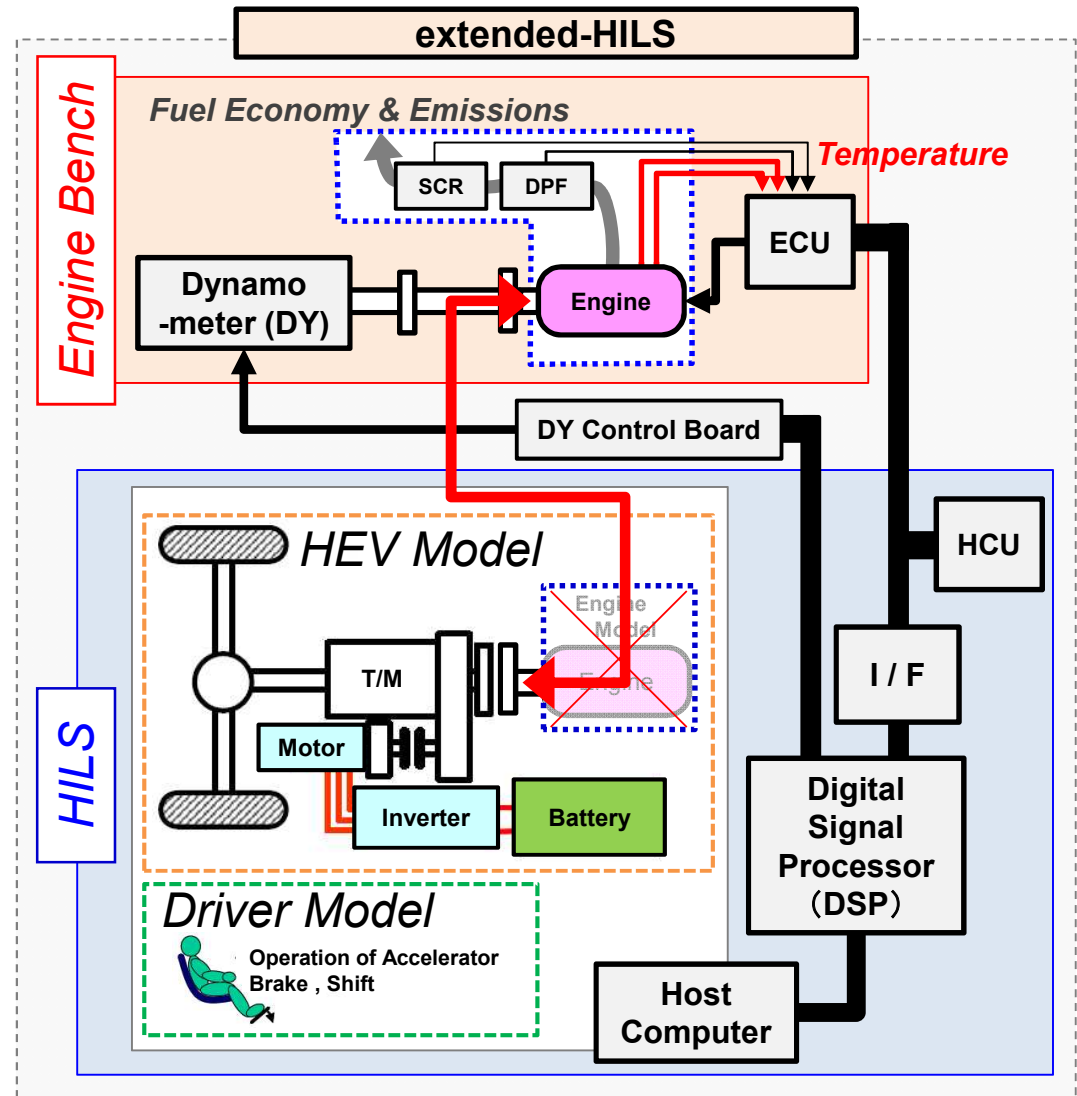 extended-HILS
Engine Bench
Fuel Economy & Emissions
Temperature
SCR
DPF
ECU
Dynamo
-meter (DY)
Engine
DY Control Board
HILS
HEV Model
HCU
Engine
Model
Engine
T/M
I / F
Motor
Inverter
Battery
Digital
Signal
Processor
（DSP）
Driver Model
Operation of Accelerator
Brake , Shift
Host
Computer